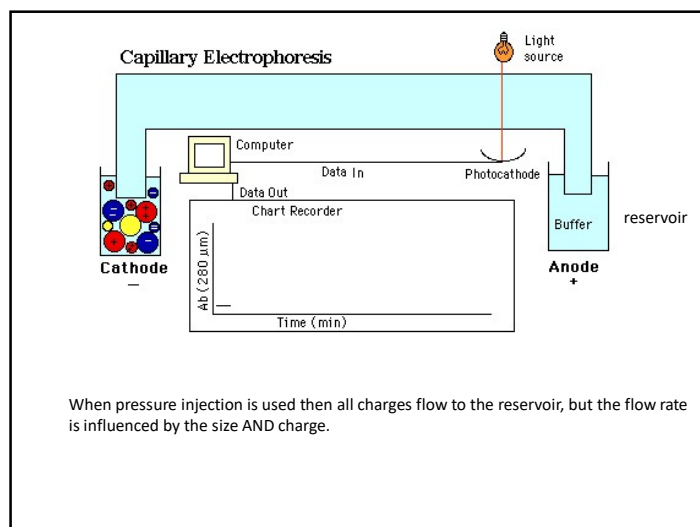 Capillary Electrophoresis
Light
source
Computer
Data In
Photocathode
Data Out
Chart Recorder
Ab (280 µm)
Time (min)
Buffer
reservoir
Cathode
–
Anode
+
When pressure injection is used then all charges flow to the reservoir, but the flow rate
is influenced by the size AND charge.